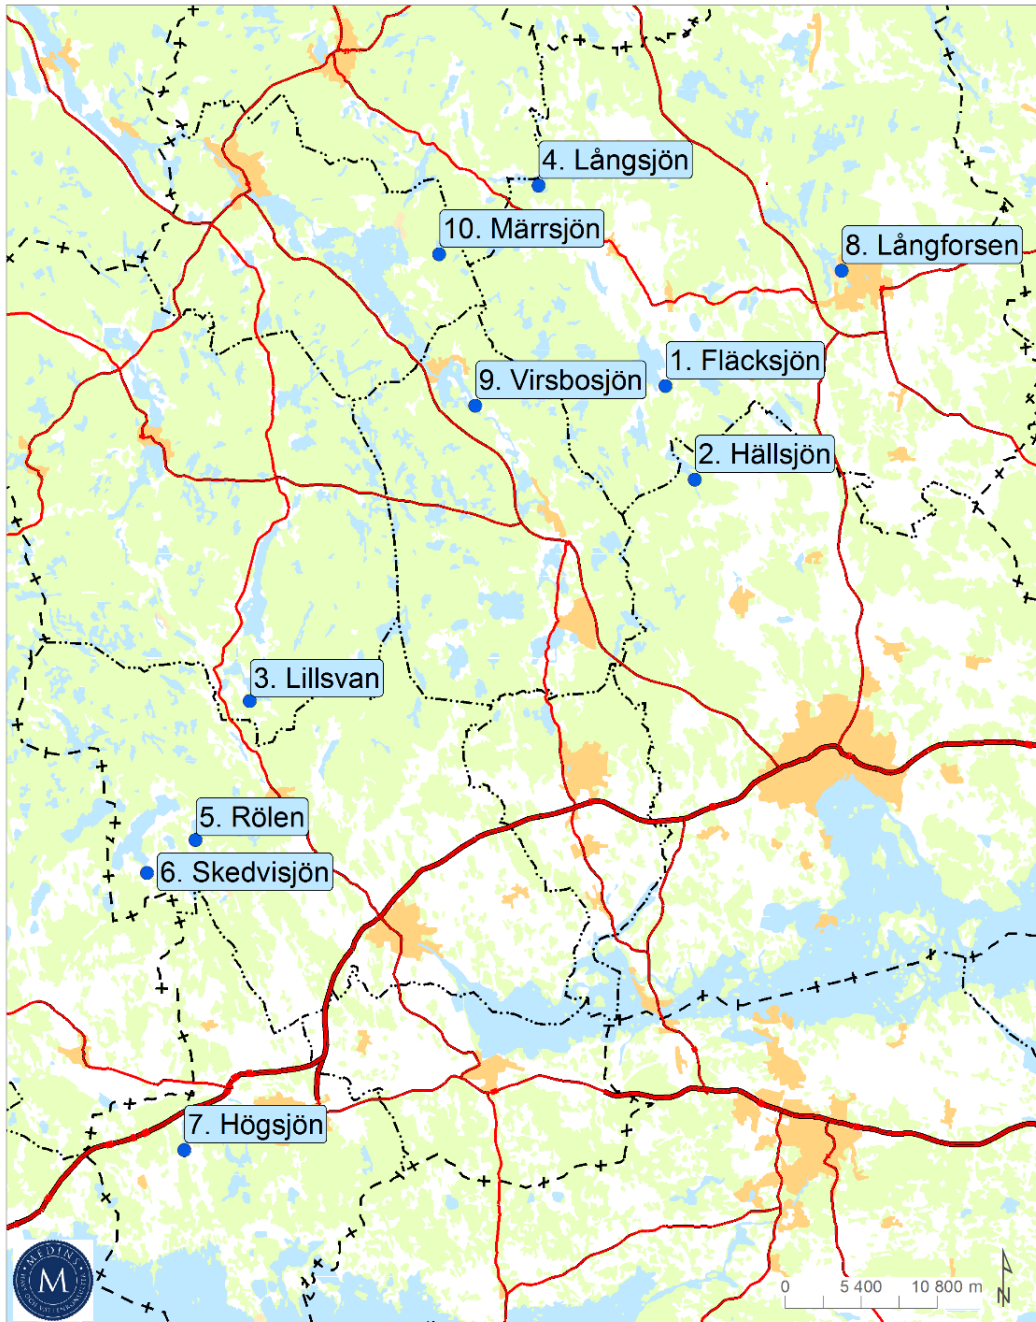 4. Långsjön
10. Märrsjön
8. Långforsen
1. Fläcksjön
9. Virsbosjön
2. Hällsjön
3. Lillsvan
5. Rölen
6. Skedvisjön
7. Högsjön
MEDINS
M
0 5 400 10 800 m
N